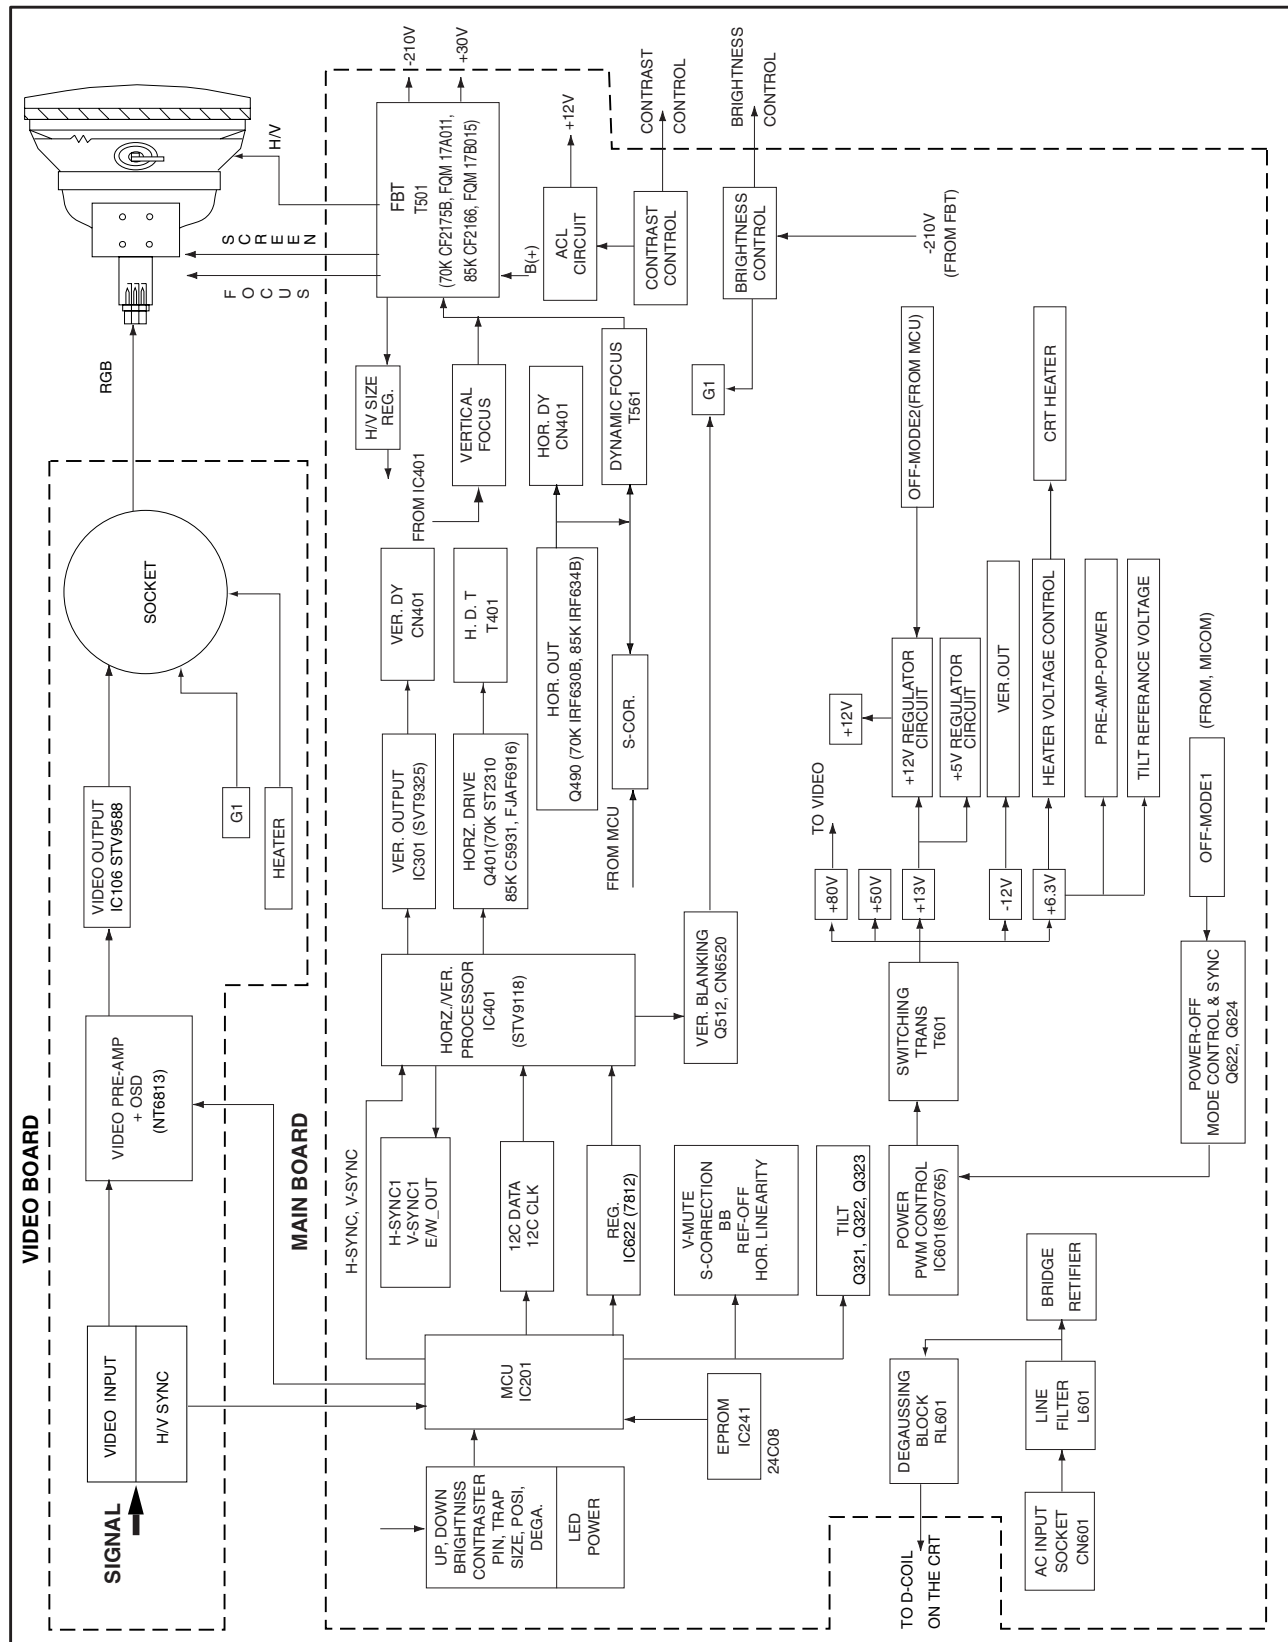 VIDEO BOARD
SIGNAL
VIDEO INPUT
H/V SYNC
VIDEO PRE-AMP
+ OSD
(NT6813)
VIDEO OUTPUT
IC106 STV9588
G1
HEATER
SOCKET
RGB
FOCUS
SCREEN
H/V
MAIN BOARD
H-SYNC, V-SYNC
H-SYNC1
V-SYNC1
E/W_OUT
12C DATA
12C CLK
REG.
IC622 (7812)
UP, DOWN
BRIGHTNISS
CONTRASTER
PIN, TRAP
SIZE, POSI,
DEGA.
LED
POWER
MCU
IC201
EPROM
IC241
24C08
V-MUTE
S-CORRECTION
BB
REF-OFF
HOR. LINEARITY
TILT
Q321, Q322, Q323
HORZ./VER.
PROCESSOR
IC401
(STV9118)
VER. OUTPUT
IC301 (SVT9325)
HORZ. DRIVE
Q401(70K ST2310
85K C5931, FJAF6916)
VER. DY
CN401
H. D. T
T401
FROM IC401
VERTICAL
FOCUS
H/V SIZE
REG.
HOR. OUT
Q490 (70K IRF630B, 85K IRF634B)
HOR. DY
CN401
DYNAMIC FOCUS
T561
S-COR.
FROM MCU
VER. BLANKING
Q512, CN6520
G1
FBT
T501
(70K CF2175B, FQM 17A011,
85K CF2166, FQM 17B015)
-210V
+30V
B(+)
ACL
CIRCUIT
+12V
CONTRAST
CONTROL
CONTRAST
CONTROL
BRIGHTNESS
CONTROL
BRIGHTNESS
CONTROL
-210V
(FROM FBT)
TO D-COIL
ON THE CRT
DEGAUSSING
BLOCK
RL601
AC INPUT
SOCKET
CN601
LINE
FILTER
L601
BRIDGE
RETIFIER
POWER
PWM CONTROL
IC601(8S0765)
SWITCHING
TRANS
T601
POWER-OFF
MODE CONTROL & SYNC
Q622, Q624
OFF-MODE1
(FROM, MICOM)
+80V
TO VIDEO
+50V
+13V
-12V
+6.3V
+12V
+12V REGULATOR
CIRCUIT
+5V REGULATOR
CIRCUIT
VER.OUT
HEATER VOLTAGE CONTROL
PRE-AMP-POWER
TILT REFERANCE VOLTAGE
OFF-MODE2(FROM MCU)
CRT HEATER